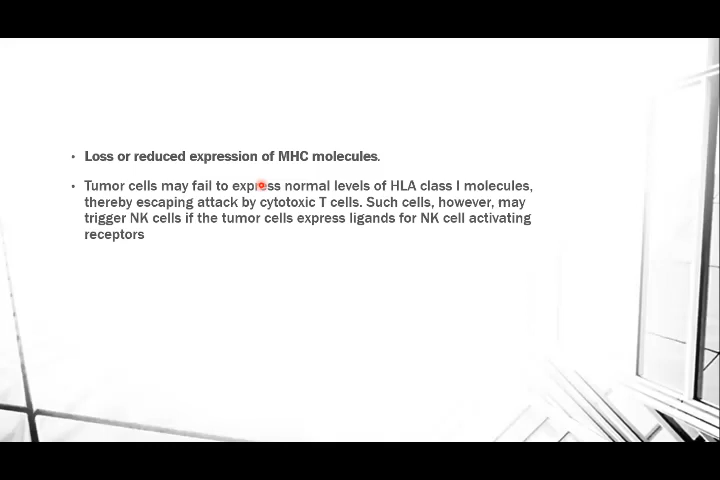 • Loss or reduced expression of MHC molecules.
• Tumor cells may fail to express normal levels of HLA class I molecules,
thereby escaping attack by cytotoxic T cells. Such cells, however, may
trigger NK cells if the tumor cells express ligands for NK cell activating
receptors